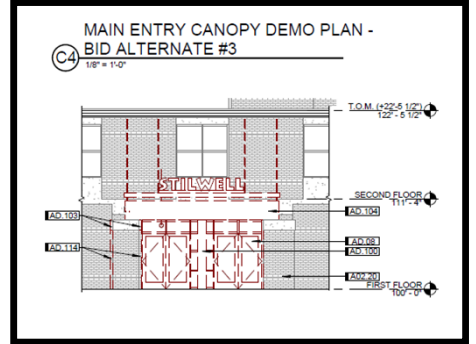 MAIN ENTRY CANOPY DEMO PLAN -
BID ALTERNATE #3
C4
1/8" = 1'-0"
T.O.M. (+22'-5 1/2")
122' - 5 1/2"
STILWELL
SECOND FLOOR
111' - 4"
AD.103
AD.104
AD.114
AD.08
AD.100
A02.20
FIRST FLOOR
100' - 0"